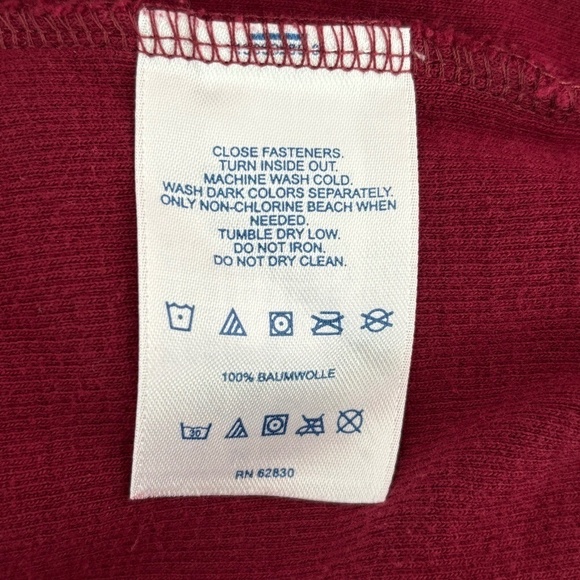 CLOSE FASTENERS.
TURN INSIDE OUT.
MACHINE WASH COLD.
WASH DARK COLORS SEPARATELY.
ONLY NON-CHLORINE BEACH WHEN
NEEDED.
TUMBLE DRY LOW.
DO NOT IRON.
DO NOT DRY CLEAN.
100% BAUMWOLLE
30
RN 62830